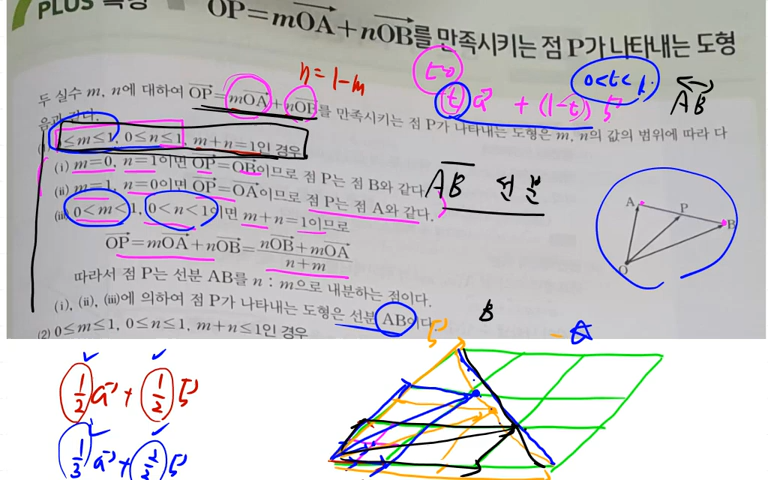 PLUS 특강
OP=mOA+nOB를 만족시키는 점 P가 나타내는 도형
n=1-m
t=0
0<t<1
t a + (1-t) b
AB
두 실수 m, n에 대하여 OP=mOA+nOB를 만족시키는 점 P가 나타내는 도형은 m, n의 값의 범위에 따라 다
음과 같다.
≤m≤1, 0≤n≤1, m+n=1인 경우
(i) m=0, n=1이면 OP=OB이므로 점 P는 점 B와 같다.
(ii) m=1, n=0이면 OP=OA이므로 점 P는 점 A와 같다.
(iii) 0<m<1, 0<n<1이면 m+n=1이므로
AB 선분
OP=mOA+nOB=nOB+mOA/n+m
A P B
O
따라서 점 P는 선분 AB를 n : m으로 내분하는 점이다.
(i), (ii), (iii)에 의하여 점 P가 나타내는 도형은 선분 AB이다.
(2) 0≤m≤1, 0≤n≤1, m+n≤1인 경우
B
b
1/2 a + 1/2 b
1/3 a + 2/3 b